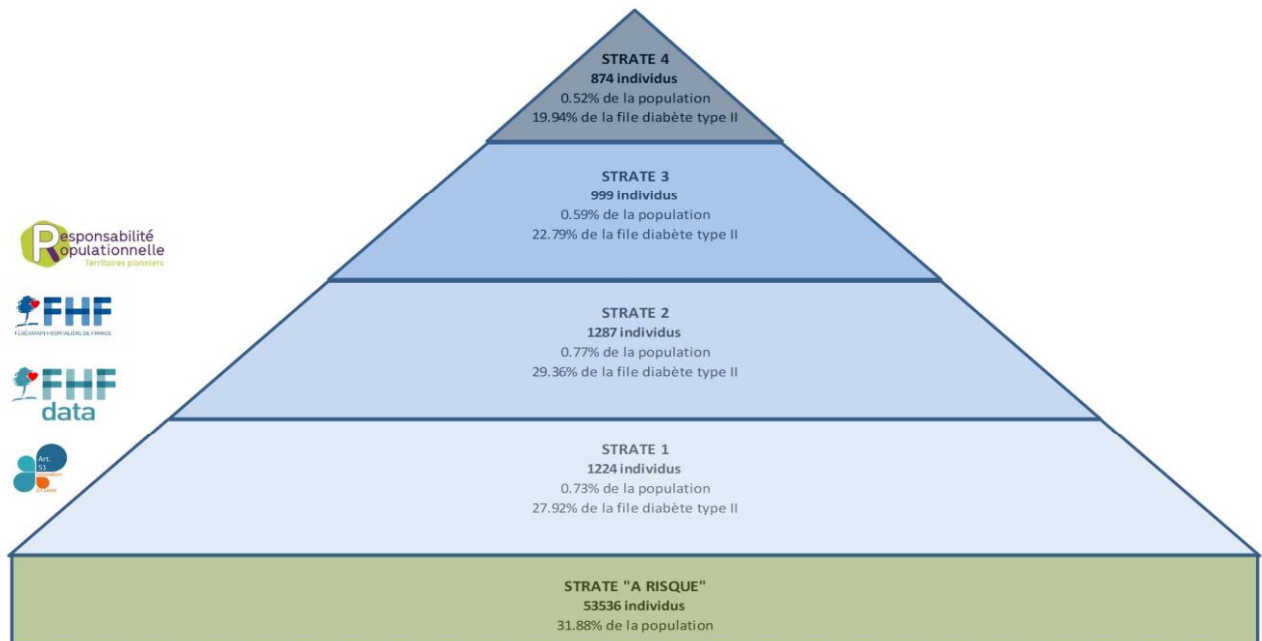 STRATE 4
874 individus
0.52% de la population
19.94% de la file diabète type II
STRATE 3
999 individus
0.59% de la population
22.79% de la file diabète type II
Responsabilité
Populationnelle
Territoires pionniers
FHF
FÉDÉRATION HOSPITALIÈRE DE FRANCE
STRATE 2
1287 individus
0.77% de la population
29.36% de la file diabète type II
FHF
data
STRATE 1
1224 individus
0.73% de la population
27.92% de la file diabète type II
Art.
51
STRATE "A RISQUE"
53536 individus
31.88% de la population